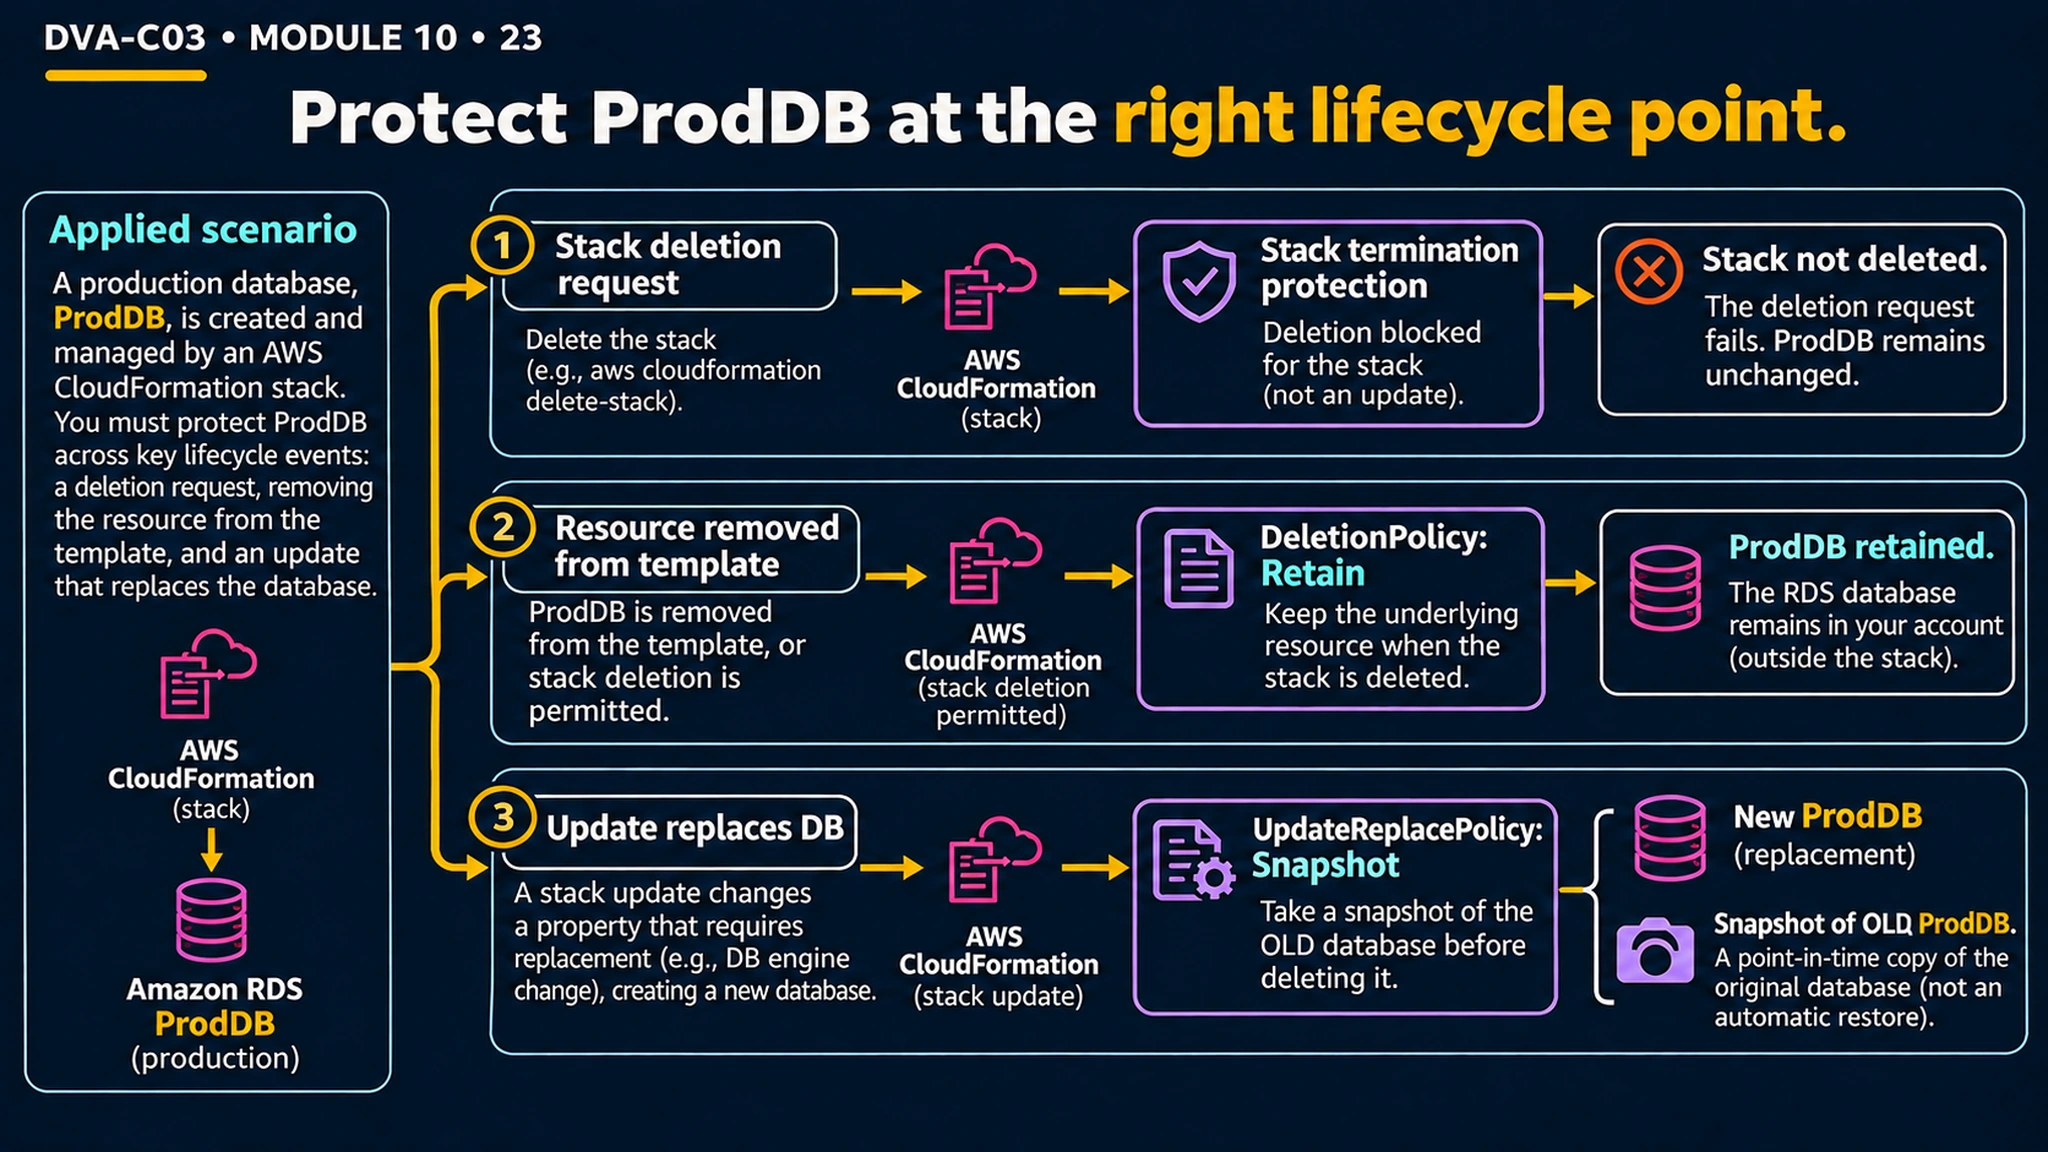 DVA-C03 • MODULE 10 • 23
Protect ProdDB at the right lifecycle point.
Applied scenario
A production database,
ProdDB, is created and
managed by an AWS
CloudFormation stack.
You must protect ProdDB
across key lifecycle events:
a deletion request, removing
the resource from the
template, and an update
that replaces the database.
AWS
CloudFormation
(stack)
Amazon RDS
ProdDB
(production)
1
Stack deletion
request
Delete the stack
(e.g., aws cloudformation
delete-stack).
AWS
CloudFormation
(stack)
Stack termination
protection
Deletion blocked
for the stack
(not an update).
Stack not deleted.
The deletion request
fails. ProdDB remains
unchanged.
2
Resource removed
from template
ProdDB is removed
from the template, or
stack deletion is
permitted.
AWS
CloudFormation
(stack deletion
permitted)
DeletionPolicy:
Retain
Keep the underlying
resource when the
stack is deleted.
ProdDB retained.
The RDS database
remains in your account
(outside the stack).
3
Update replaces DB
A stack update changes
a property that requires
replacement (e.g., DB engine
change), creating a new database.
AWS
CloudFormation
(stack update)
UpdateReplacePolicy:
Snapshot
Take a snapshot of the
OLD database before
deleting it.
New ProdDB
(replacement)
Snapshot of OLD ProdDB.
A point-in-time copy of the
original database (not an
automatic restore).